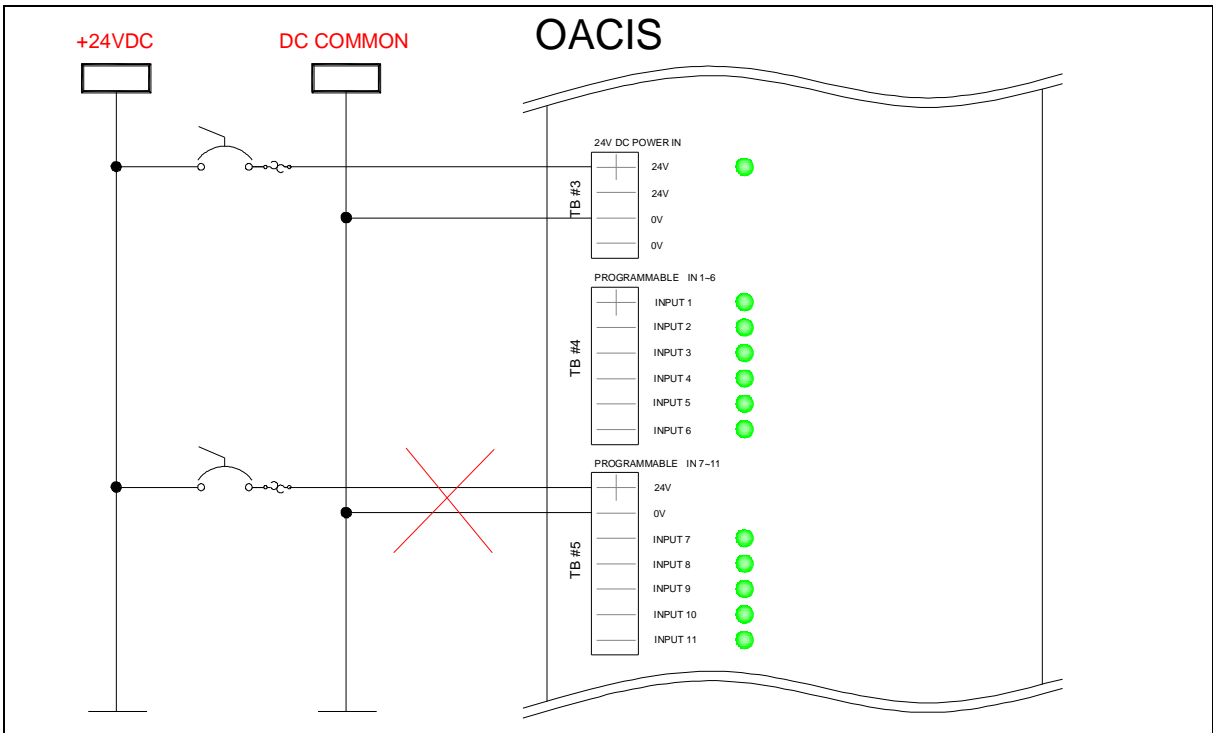 OACIS
+24VDC
DC COMMON
24V DC POWER IN
TB #3
24V
24V
0V
0V
PROGRAMMABLE IN 1~6
TB #4
INPUT 1
INPUT 2
INPUT 3
INPUT 4
INPUT 5
INPUT 6
PROGRAMMABLE IN 7~11
TB #5
24V
0V
INPUT 7
INPUT 8
INPUT 9
INPUT 10
INPUT 11